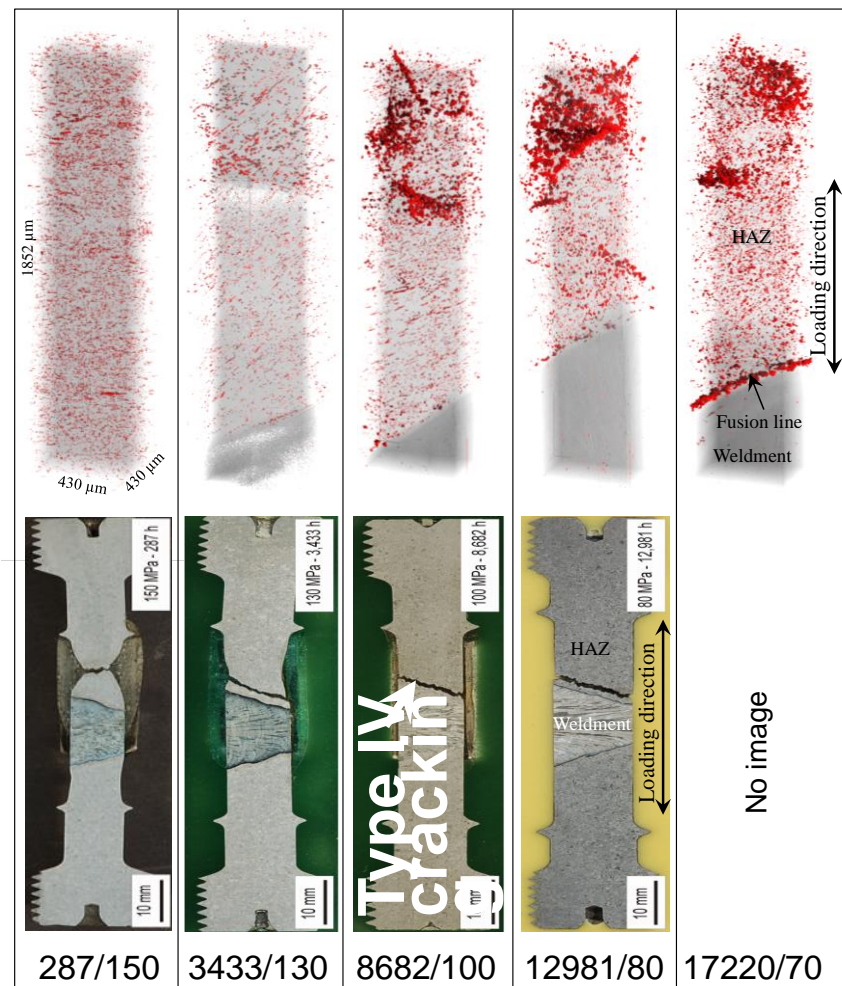 1852 µm
430 µm
430 µm
HAZ
Loading direction
Fusion line
Weldment
150 MPa - 287 h
10 mm
130 MPa - 3,433 h
10 mm
100 MPa - 8,682 h
Type IV
crackin
g
mm
80 MPa - 12,981 h
HAZ
Weldment
Loading direction
10 mm
No image
287/150
3433/130
8682/100
12981/80
17220/70